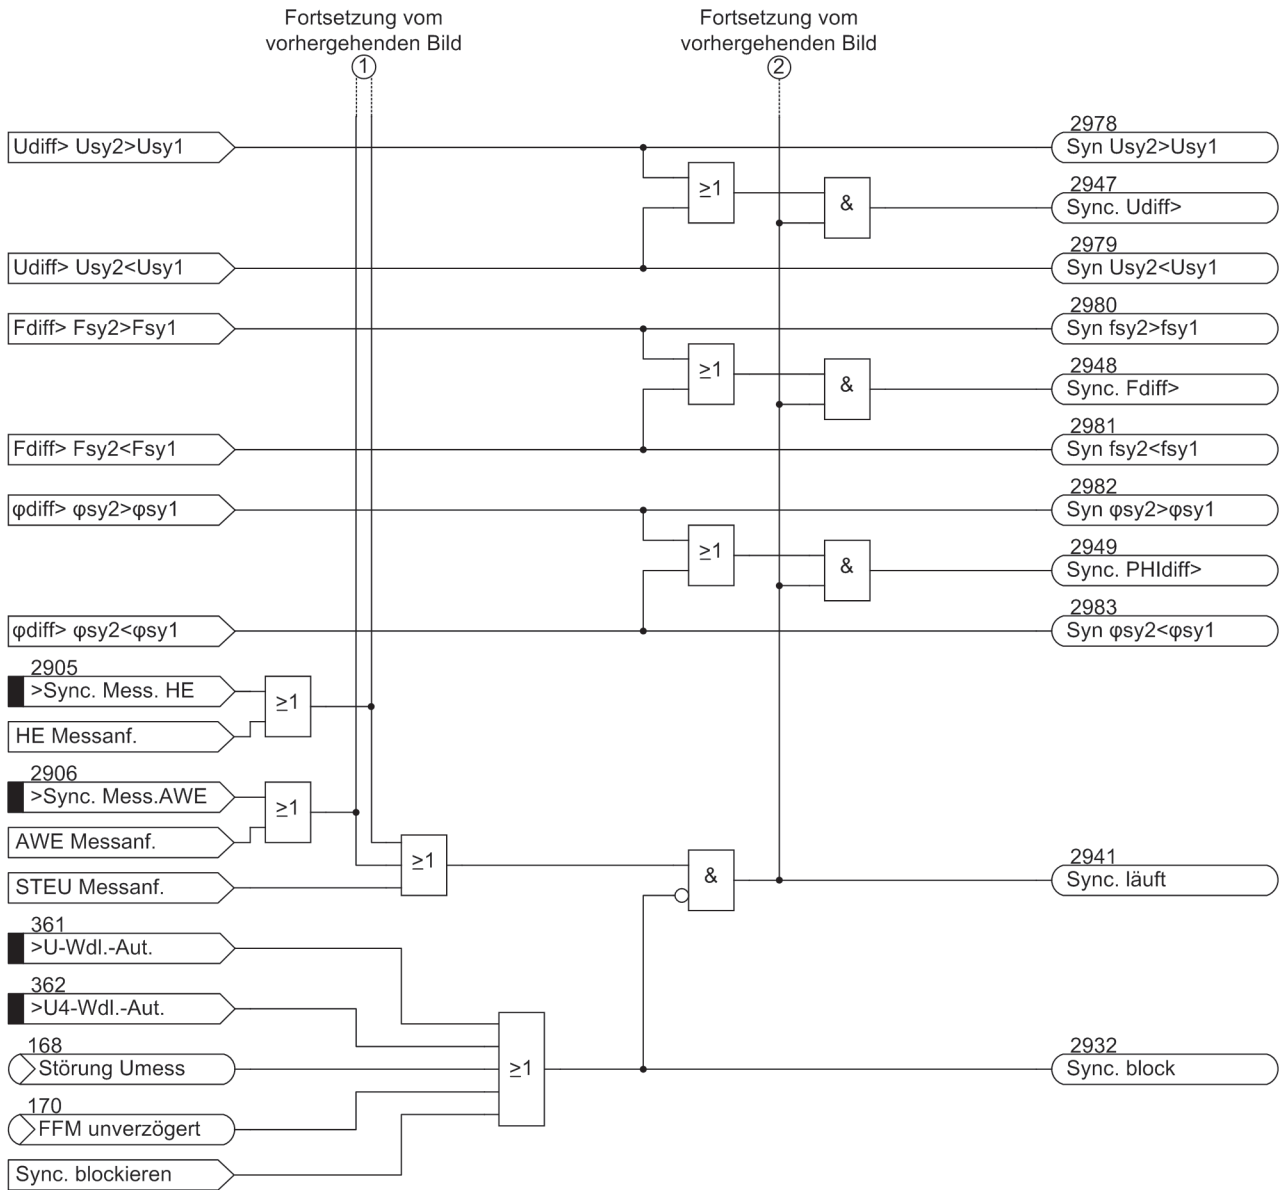 Fortsetzung vom
vorhergehenden Bild
1
Fortsetzung vom
vorhergehenden Bild
2
Udiff> Usy2>Usy1
2978
Syn Usy2>Usy1
≥1
&
2947
Sync. Udiff>
Udiff> Usy2<Usy1
2979
Syn Usy2<Usy1
Fdiff> Fsy2>Fsy1
2980
Syn fsy2>fsy1
≥1
&
2948
Sync. Fdiff>
Fdiff> Fsy2<Fsy1
2981
Syn fsy2<fsy1
φdiff> φsy2>φsy1
2982
Syn φsy2>φsy1
≥1
&
2949
Sync. PHIdiff>
φdiff> φsy2<φsy1
2983
Syn φsy2<φsy1
2905
>Sync. Mess. HE
≥1
HE Messanf.
2906
>Sync. Mess.AWE
≥1
AWE Messanf.
≥1
STEU Messanf.
&
2941
Sync. läuft
361
>U-Wdl.-Aut.
362
>U4-Wdl.-Aut.
168
Störung Umess
≥1
2932
Sync. block
170
FFM unverzögert
Sync. blockieren